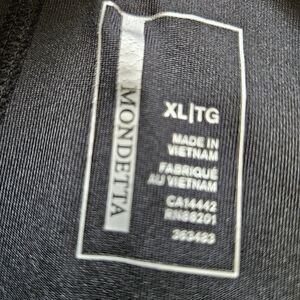 MONDETTA
XL|TG
MADE IN
VIETNAM
FABRIQUÉ
AU VIETNAM
CA14442
RN88201
363483